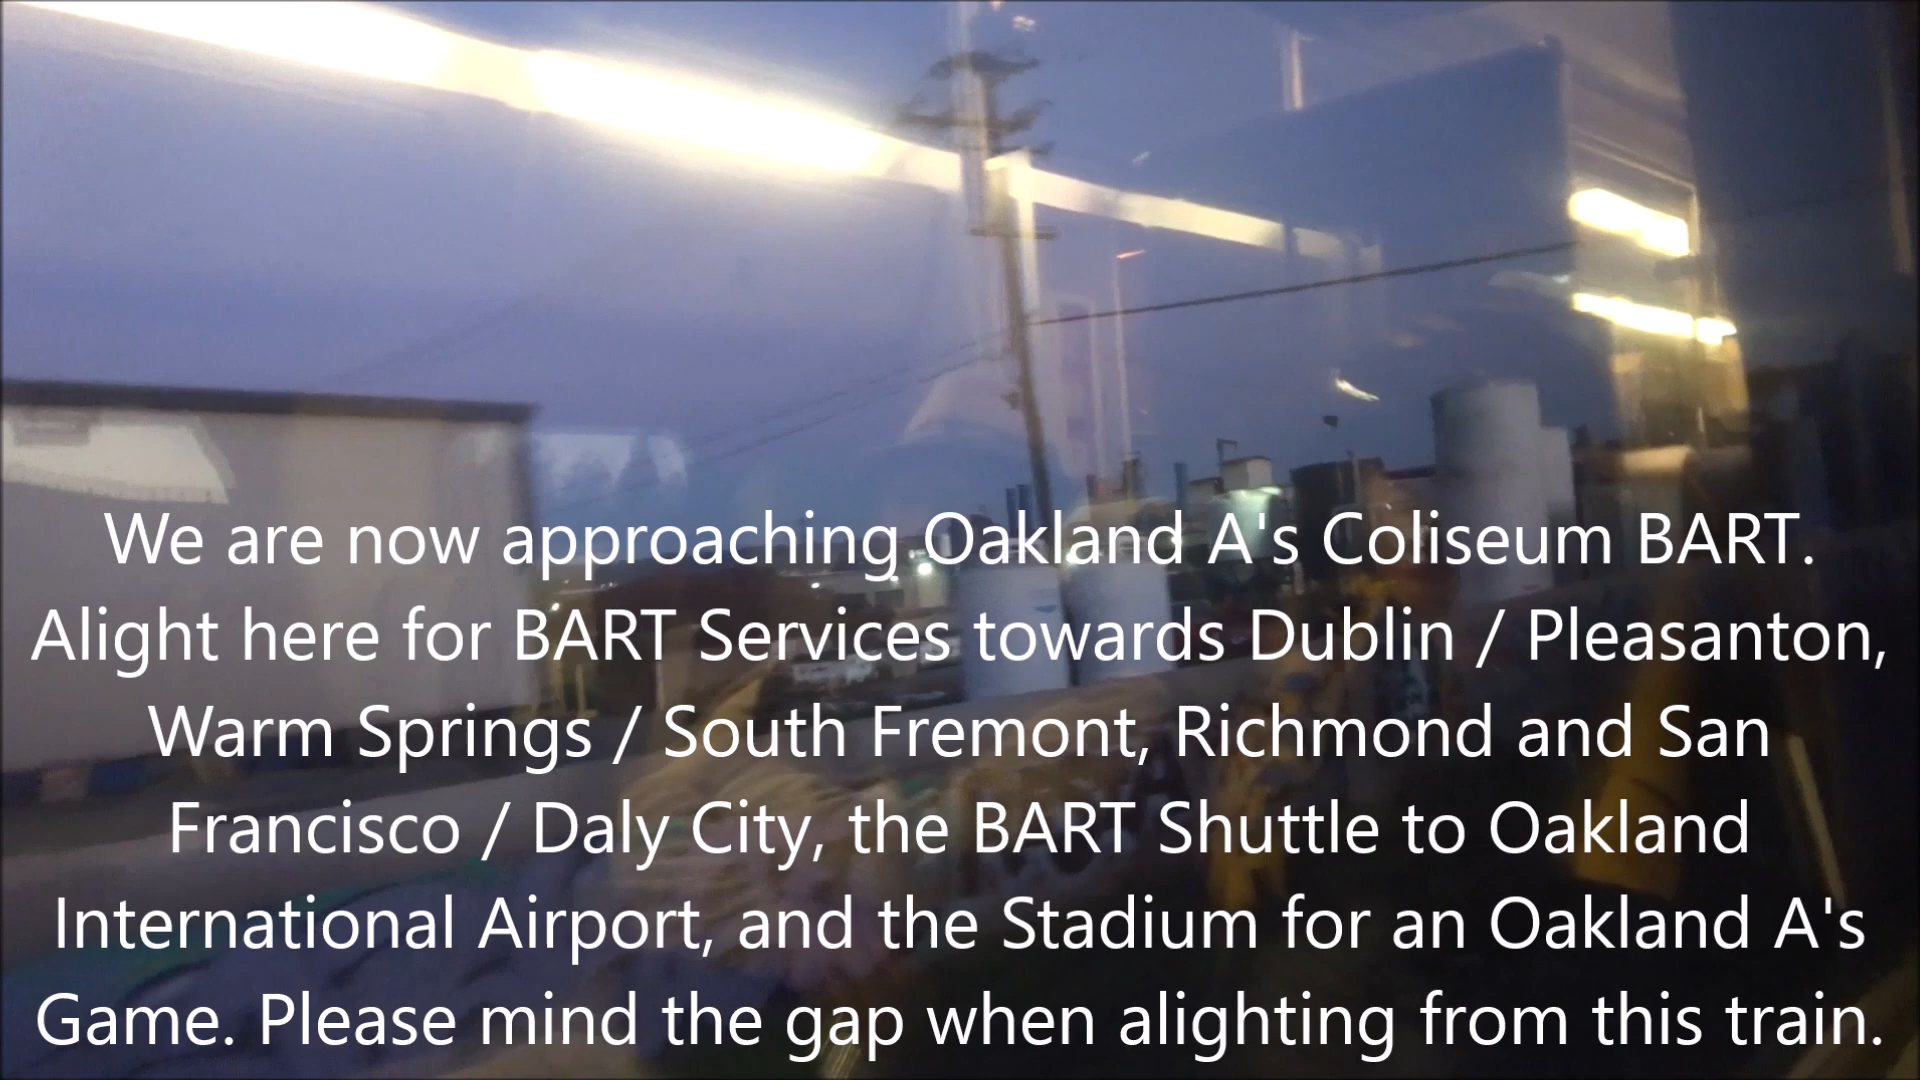 We are now approaching Oakland A's Coliseum BART.
Alight here for BART Services towards Dublin / Pleasanton,
Warm Springs / South Fremont, Richmond and San
Francisco / Daly City, the BART Shuttle to Oakland
International Airport, and the Stadium for an Oakland A's
Game. Please mind the gap when alighting from this train.